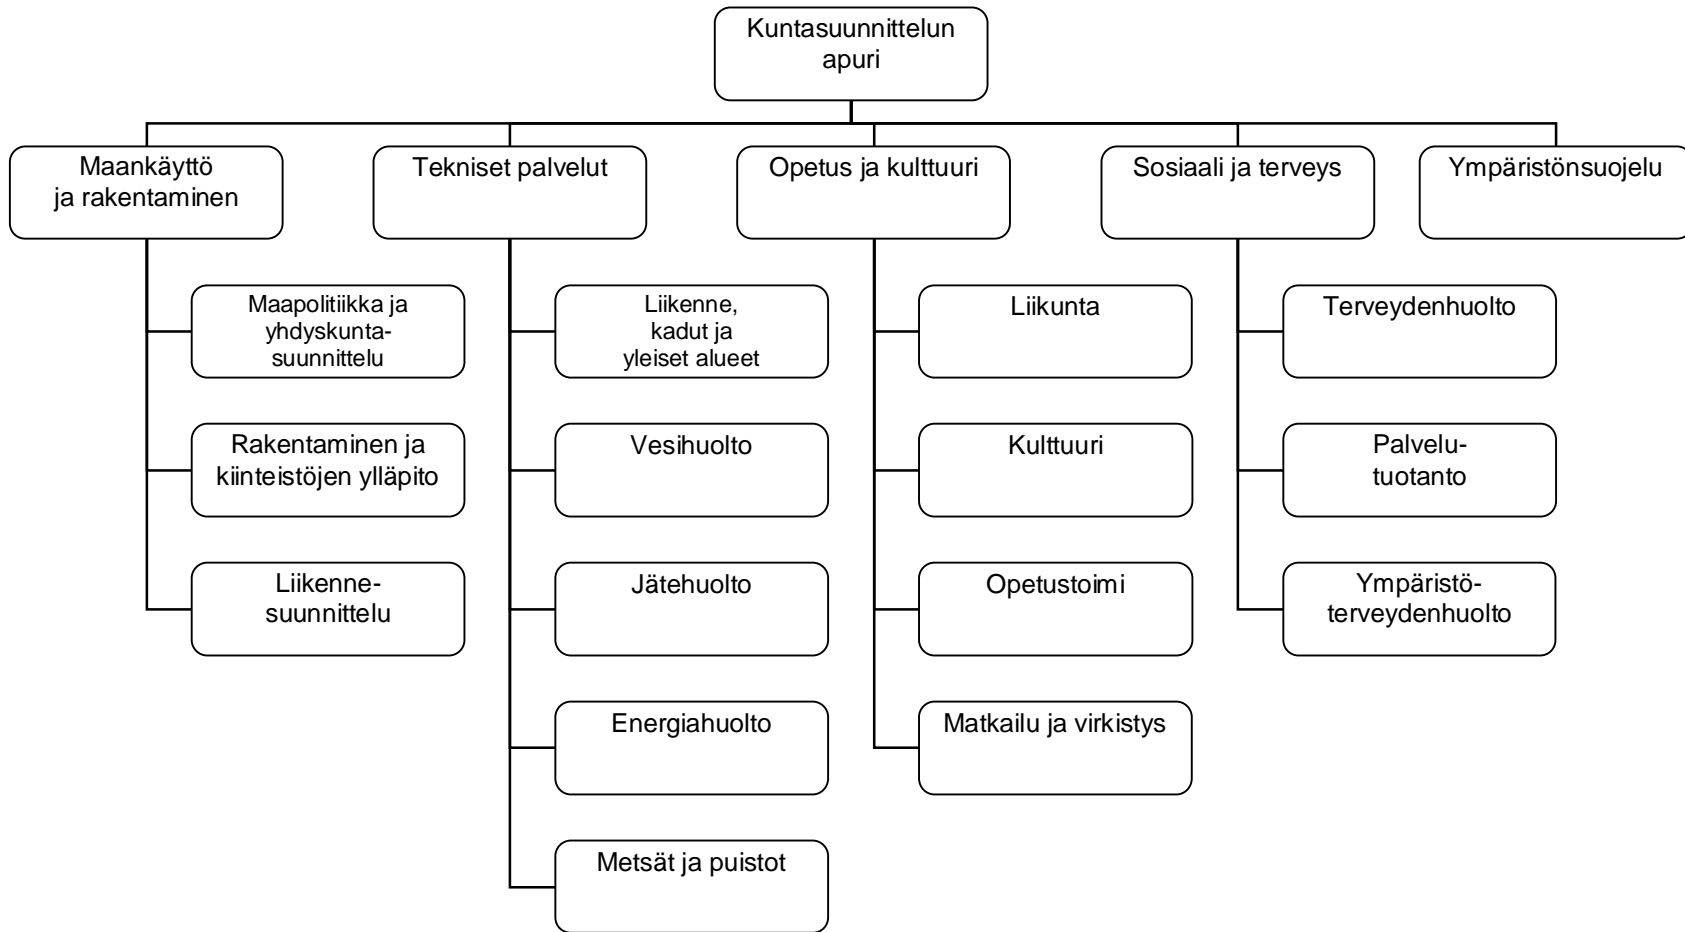 Kuntasuunnittelun
apuri
Maankäyttö
ja rakentaminen
Tekniset palvelut
Opetus ja kulttuuri
Sosiaali ja terveys
Ympäristönsuojelu
Maapolitiikka ja
yhdyskunta-
suunnittelu
Rakentaminen ja
kiinteistöjen ylläpito
Liikenne-
suunnittelu
Liikenne,
kadut ja
yleiset alueet
Vesihuolto
Jätehuolto
Energiahuolto
Metsät ja puistot
Liikunta
Kulttuuri
Opetustoimi
Matkailu ja virkistys
Terveydenhuolto
Palvelu-
tuotanto
Ympäristö-
terveydenhuolto